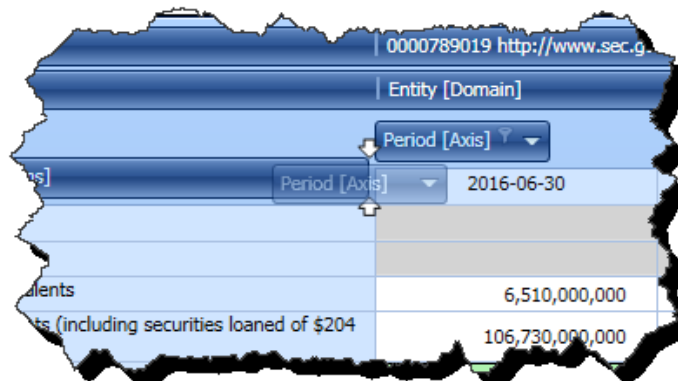 0000789019 http://www.sec.g
Entity [Domain]
Period [Axis]
ns]
Period [Axis]
2016-06-30
alents
6,510,000,000
ts (including securities loaned of $204
106,730,000,000